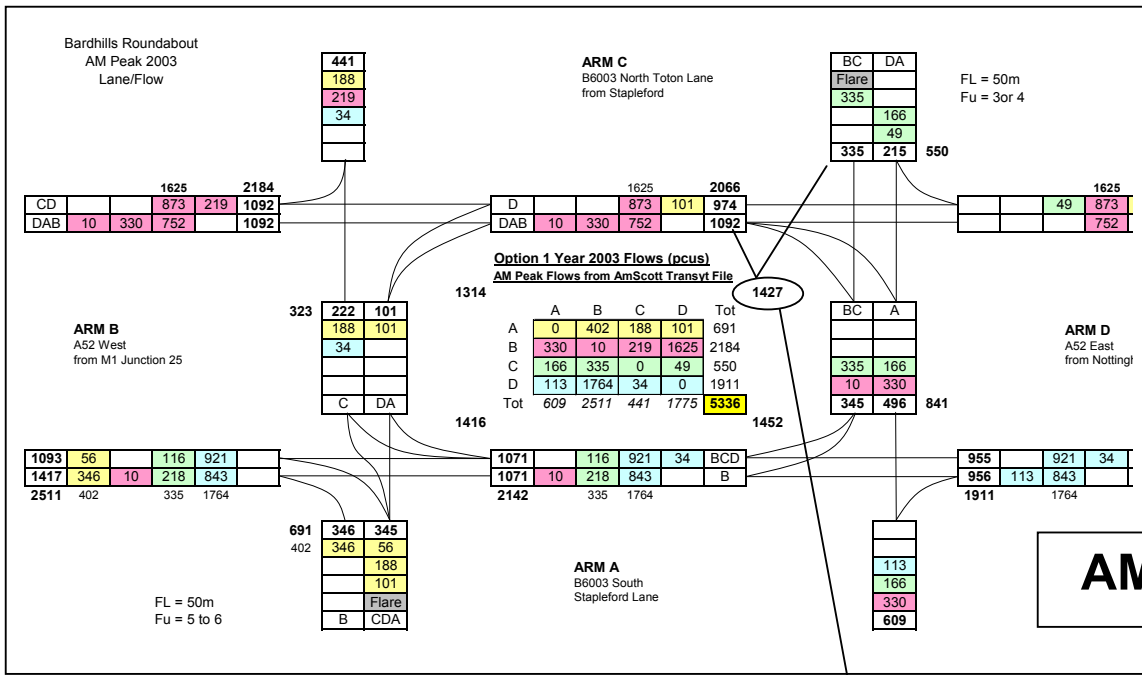 Bardhills Roundabout
AM Peak 2003
Lane/Flow
441
188
219
34
ARM C
B6003 North Toton Lane
from Stapleford
BC DA
Flare
335
166
49
335 215 550
FL = 50m
Fu = 3or 4
1625 2184
CD 873 219 1092
DAB 10 330 752 1092
1625 2066
D 873 101 974
DAB 10 330 752 1092
1625
49 873
752
Option 1 Year 2003 Flows (pcus)
AM Peak Flows from AmScott Transyt File
1314
1427
A B C D Tot
A 0 402 188 101 691
B 330 10 219 1625 2184
C 166 335 0 49 550
D 113 1764 34 0 1911
Tot 609 2511 441 1775 5336
1416 1452
ARM B
A52 West
from M1 Junction 25
323 222 101
188 101
34
C DA
BC A
335 166
10 330
345 496 841
ARM D
A52 East
from Nottingh
1093 56 116 921
1417 346 10 218 843
2511 402 335 1764
1071 116 921 34 BCD
1071 10 218 843 B
2142 335 1764
955 921 34
956 113 843
1911 1764
691 346 345
402 346 56
188
101
Flare
B CDA
FL = 50m
Fu = 5 to 6
ARM A
B6003 South
Stapleford Lane
113
166
330
609
AM